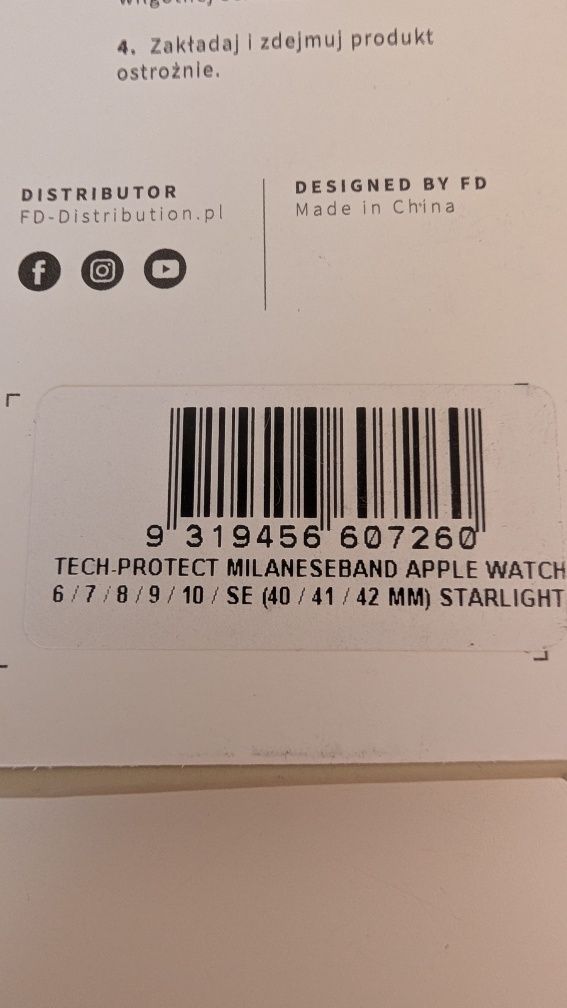 4. Zakładaj i zdejmuj produkt
ostrożnie.
DISTRIBUTOR
FD-Distribution.pl
DESIGNED BY FD
Made in China
9 319456 607260
TECH-PROTECT MILANESEBAND APPLE WATCH
6 / 7 / 8 / 9 / 10 / SE (40 / 41 / 42 MM) STARLIGHT